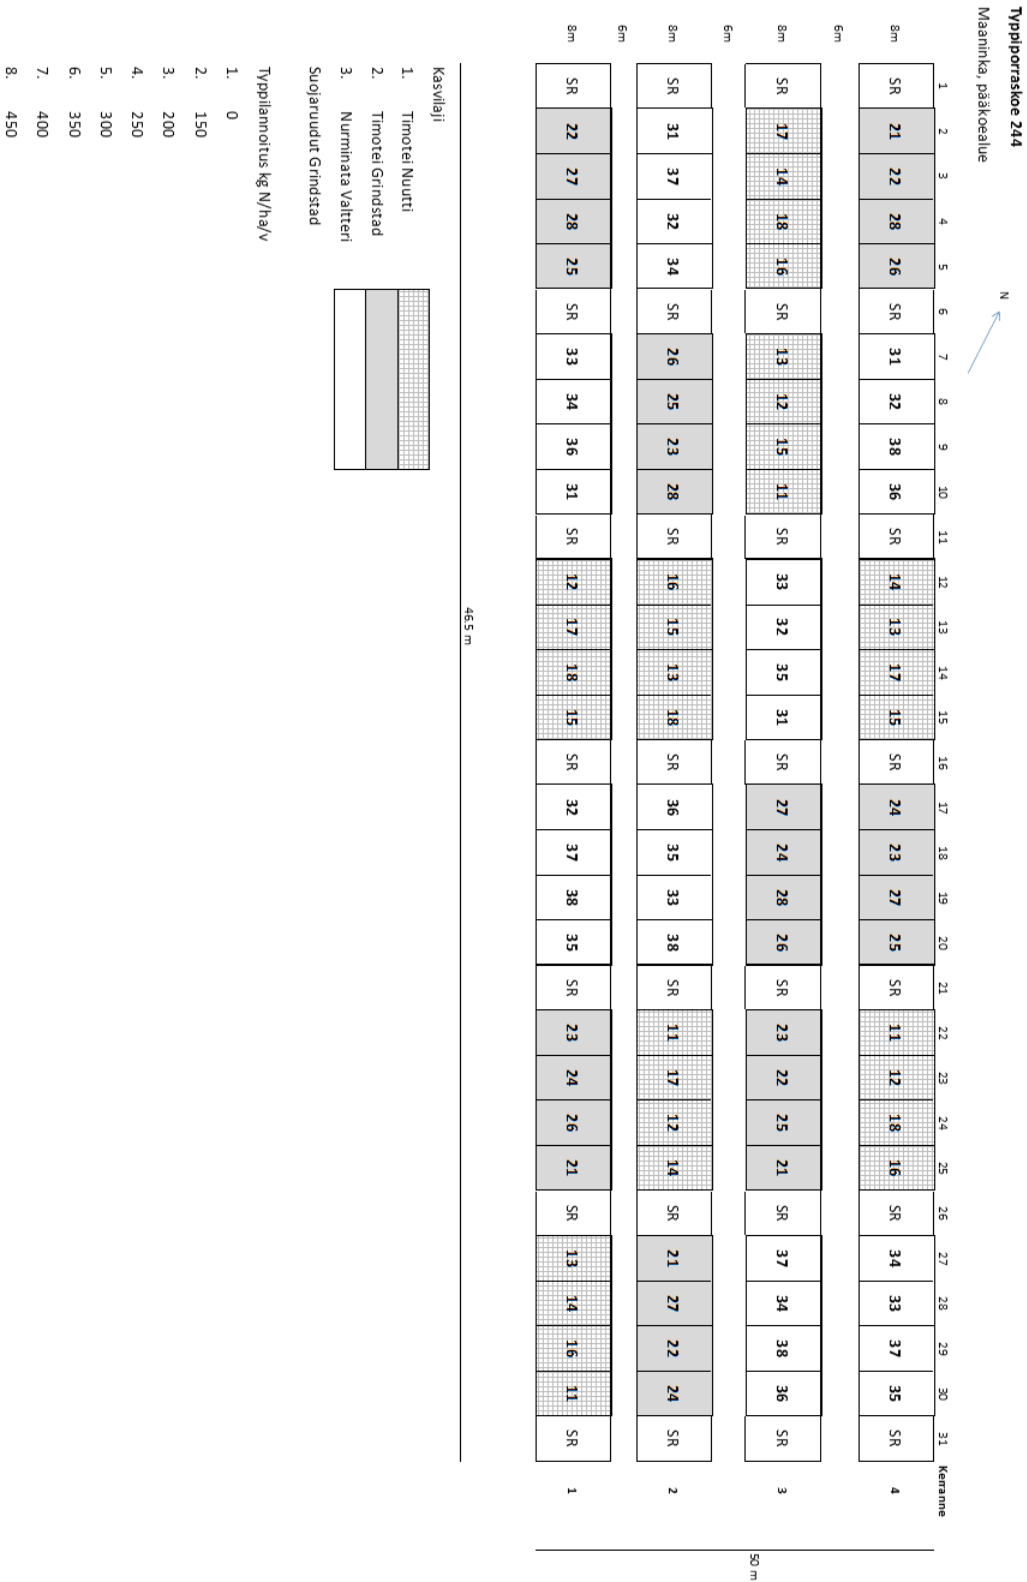 Typpiporraskoe 244
Maaninka, pääkoealue
N
1 2 3 4 5 6 7 8 9 10 11 12 13 14 15 16 17 18 19 20 21 22 23 24 25 26 27 28 29 30 31 Kerranne
8m SR 21 22 28 26 SR 31 32 38 36 SR 14 13 17 15 SR 24 23 27 25 SR 11 12 18 16 SR 34 33 37 35 SR 4
6m
8m SR 17 14 18 16 SR 13 12 15 11 SR 33 32 35 31 SR 27 24 28 26 SR 23 22 25 21 SR 37 34 38 36 SR 3
50 m
6m
8m SR 31 37 32 34 SR 26 25 23 28 SR 16 15 13 18 SR 36 35 33 38 SR 11 17 12 14 SR 21 27 22 24 SR 2
6m
8m SR 22 27 28 25 SR 33 34 36 31 SR 12 17 18 15 SR 32 37 38 35 SR 23 24 26 21 SR 13 14 16 11 SR 1
46.5 m
Kasvilaji
1. Timotei Nuutti
2. Timotei Grindstad
3. Nurminata Valtteri
Suojaruudut Grindstad
Typpilannoitus kg N/ha/v
1. 0
2. 150
3. 200
4. 250
5. 300
6. 350
7. 400
8. 450